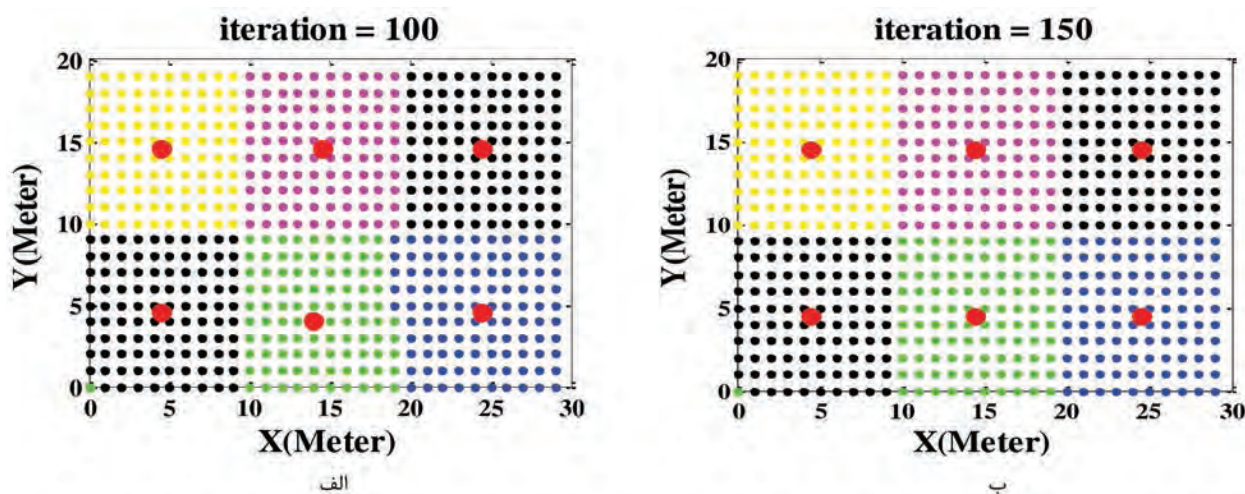 iteration = 100
20
15
10
5
0
Y(Meter)
0 5 10 15 20 25 30
X(Meter)
الف
iteration = 150
20
15
10
5
0
Y(Meter)
0 5 10 15 20 25 30
X(Meter)
ب